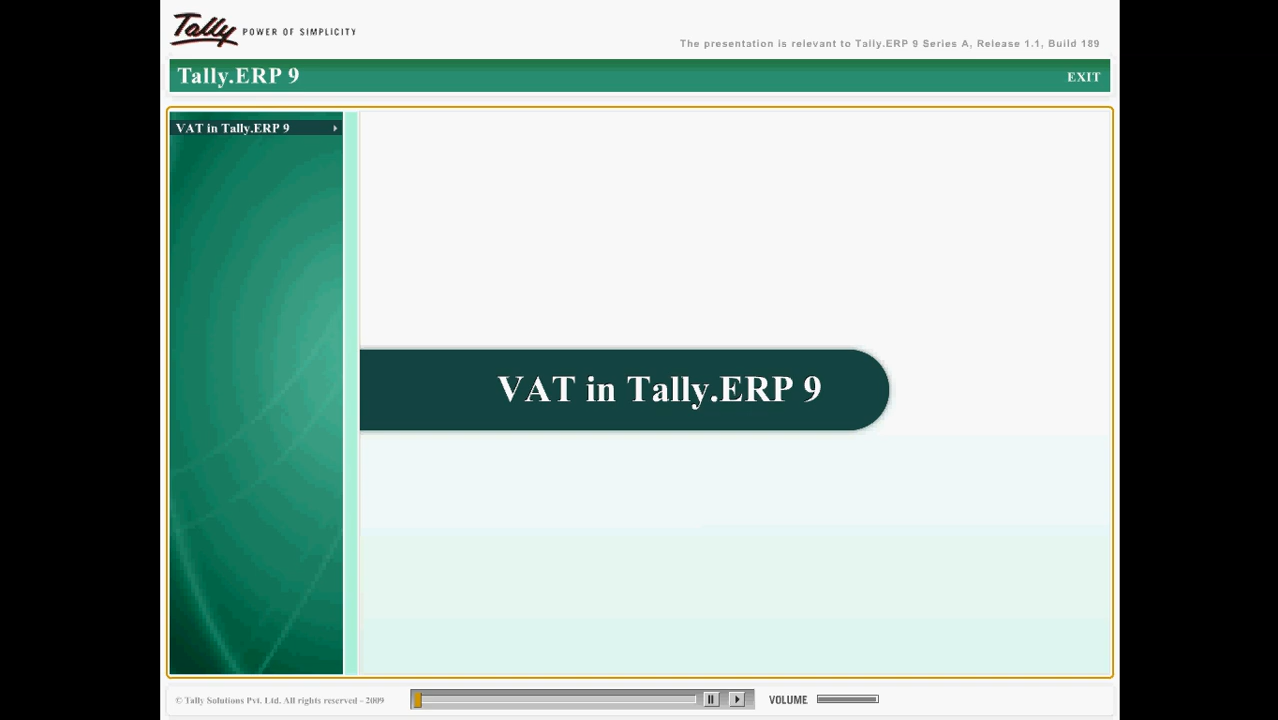 Tally POWER OF SIMPLICITY
The presentation is relevant to Tally.ERP 9 Series A, Release 1.1, Build 189
Tally.ERP 9
EXIT
VAT in Tally.ERP 9
VAT in Tally.ERP 9
© Tally Solutions Pvt. Ltd. All rights reserved - 2009
VOLUME